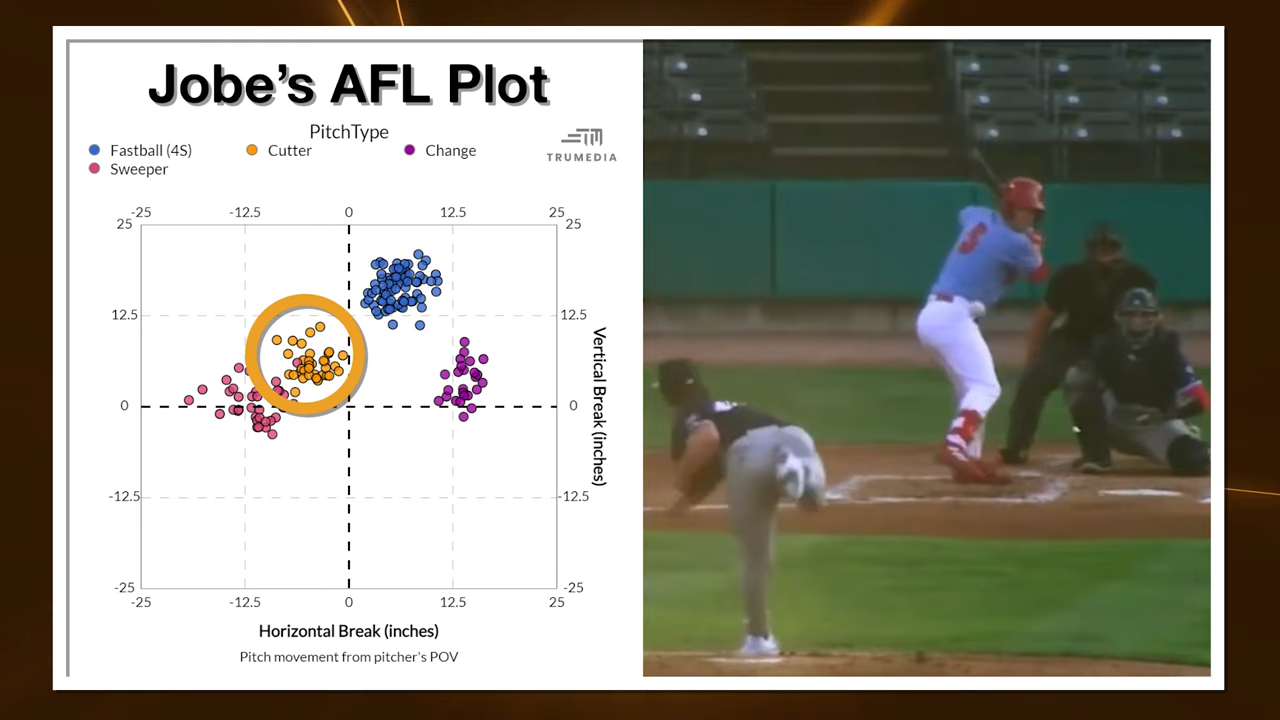 Jobe's AFL Plot
PitchType
Fastball (4S)
Cutter
Change
Sweeper
TM
TRUMEDIA
-25 -12.5 0 12.5 25
25 25
12.5 12.5
0 0
-12.5 -12.5
-25 -25
-25 -12.5 0 12.5 25
Vertical Break (inches)
Horizontal Break (inches)
Pitch movement from pitcher's POV